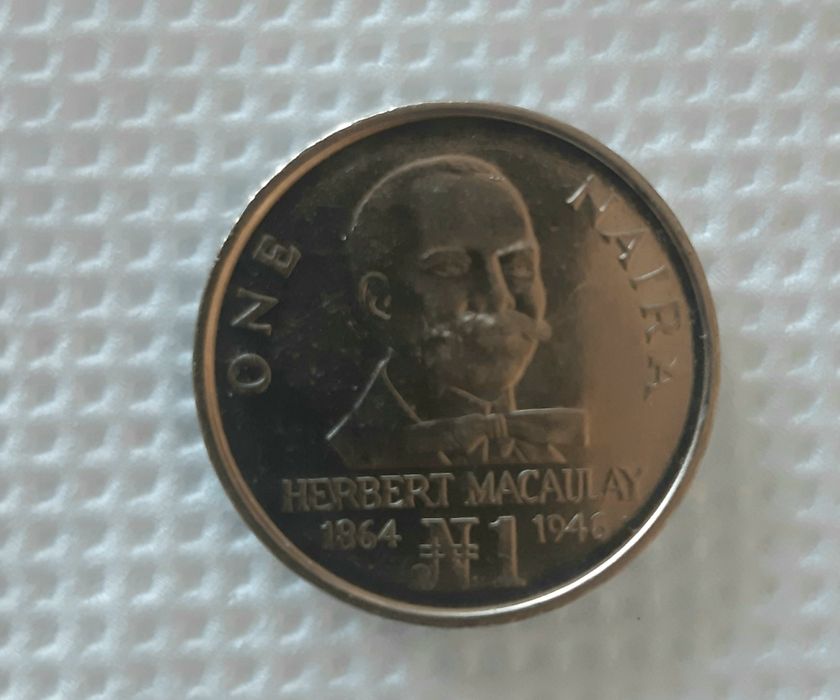 ONE NAIRA
HERBERT MACAULAY
1864 ₦1 1946